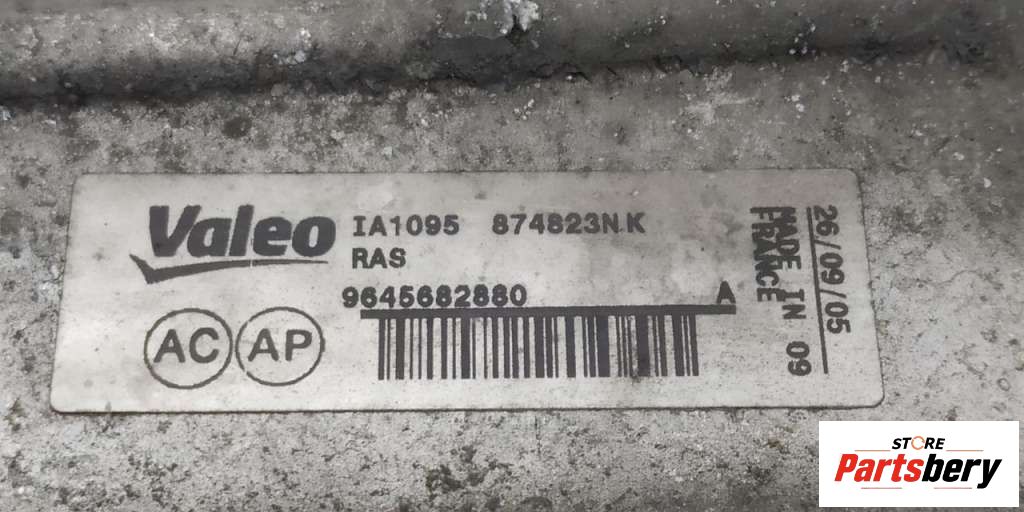 Valeo
IA1095 874823N.K
RAS
9645682880 A
AC AP
26/09/05
MADE IN 09
FRANCE
STORE
Partsbery